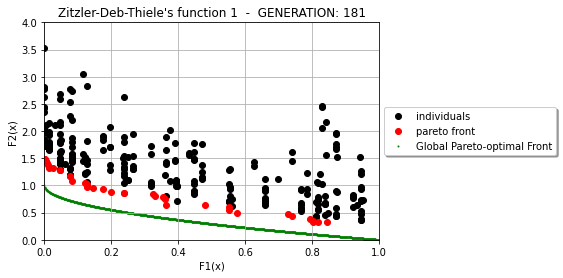 Zitzler-Deb-Thiele's function 1 - GENERATION: 181
4.0
3.5
3.0
2.5
2.0
1.5
1.0
0.5
0.0
F2(x)
0.0 0.2 0.4 0.6 0.8 1.0
F1(x)
individuals
pareto front
Global Pareto-optimal Front